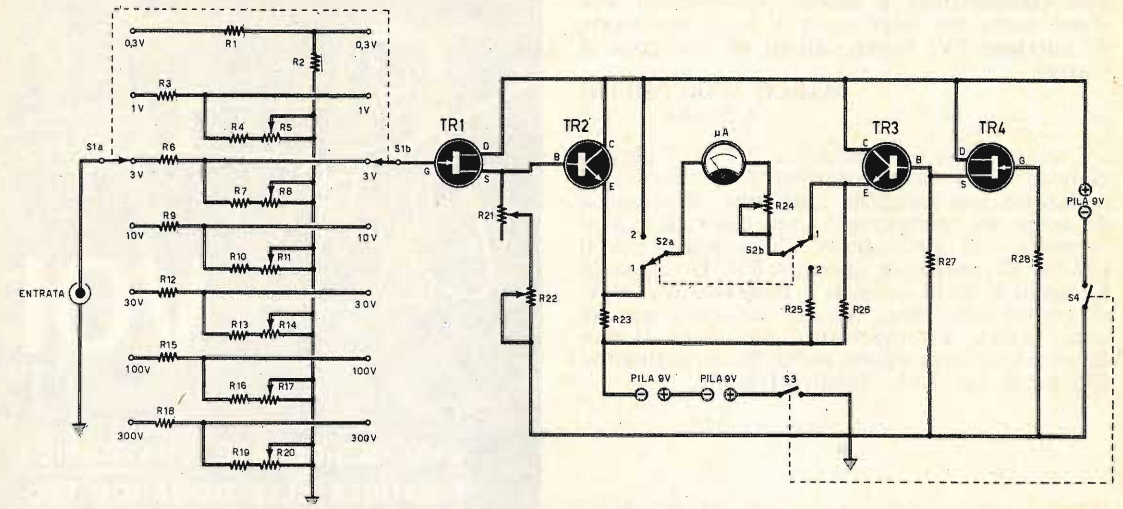 0,3V
R1
0,3V
R2
R3
1V
1V
R4
R5
S1a
R6
3V
3V
S1b
R7
R8
R9
10V
10V
R10
R11
ENTRATA
R12
30V
30V
R13
R14
R15
100V
100V
R16
R17
R18
300V
300V
R19
R20
TR1
G
D
S
TR2
B
C
E
R21
R22
2
1
S2a
R23
µA
R24
S2b
1
2
R25
R26
TR3
C
B
E
TR4
D
G
S
R27
R28
PILA 9V
S4
PILA 9V
PILA 9V
S3